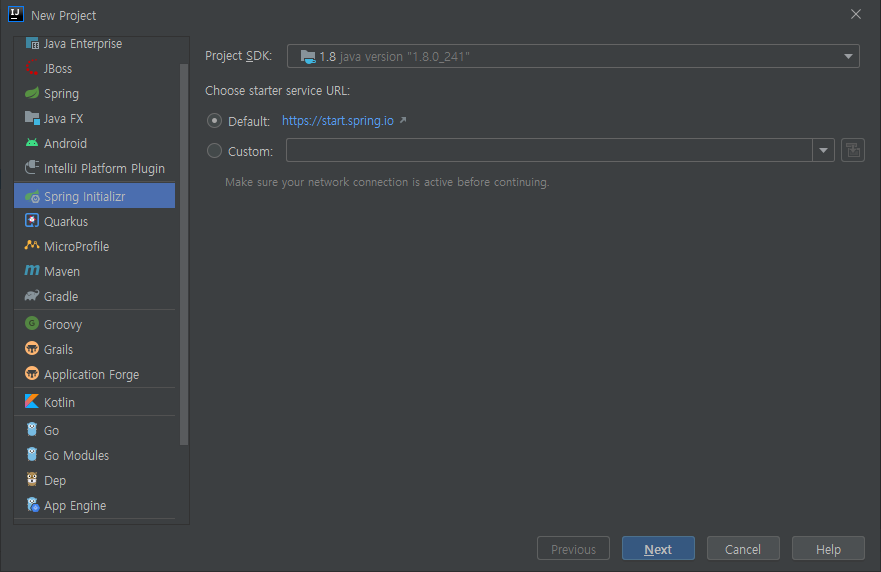 New Project
Java Enterprise
JBoss
Spring
Java FX
Android
IntelliJ Platform Plugin
Spring Initializr
Quarkus
MicroProfile
Maven
Gradle
Groovy
Grails
Application Forge
Kotlin
Go
Go Modules
Dep
App Engine
Project SDK: 1.8 java version "1.8.0_241"
Choose starter service URL:
Default: https://start.spring.io
Custom:
Make sure your network connection is active before continuing.
Previous Next Cancel Help